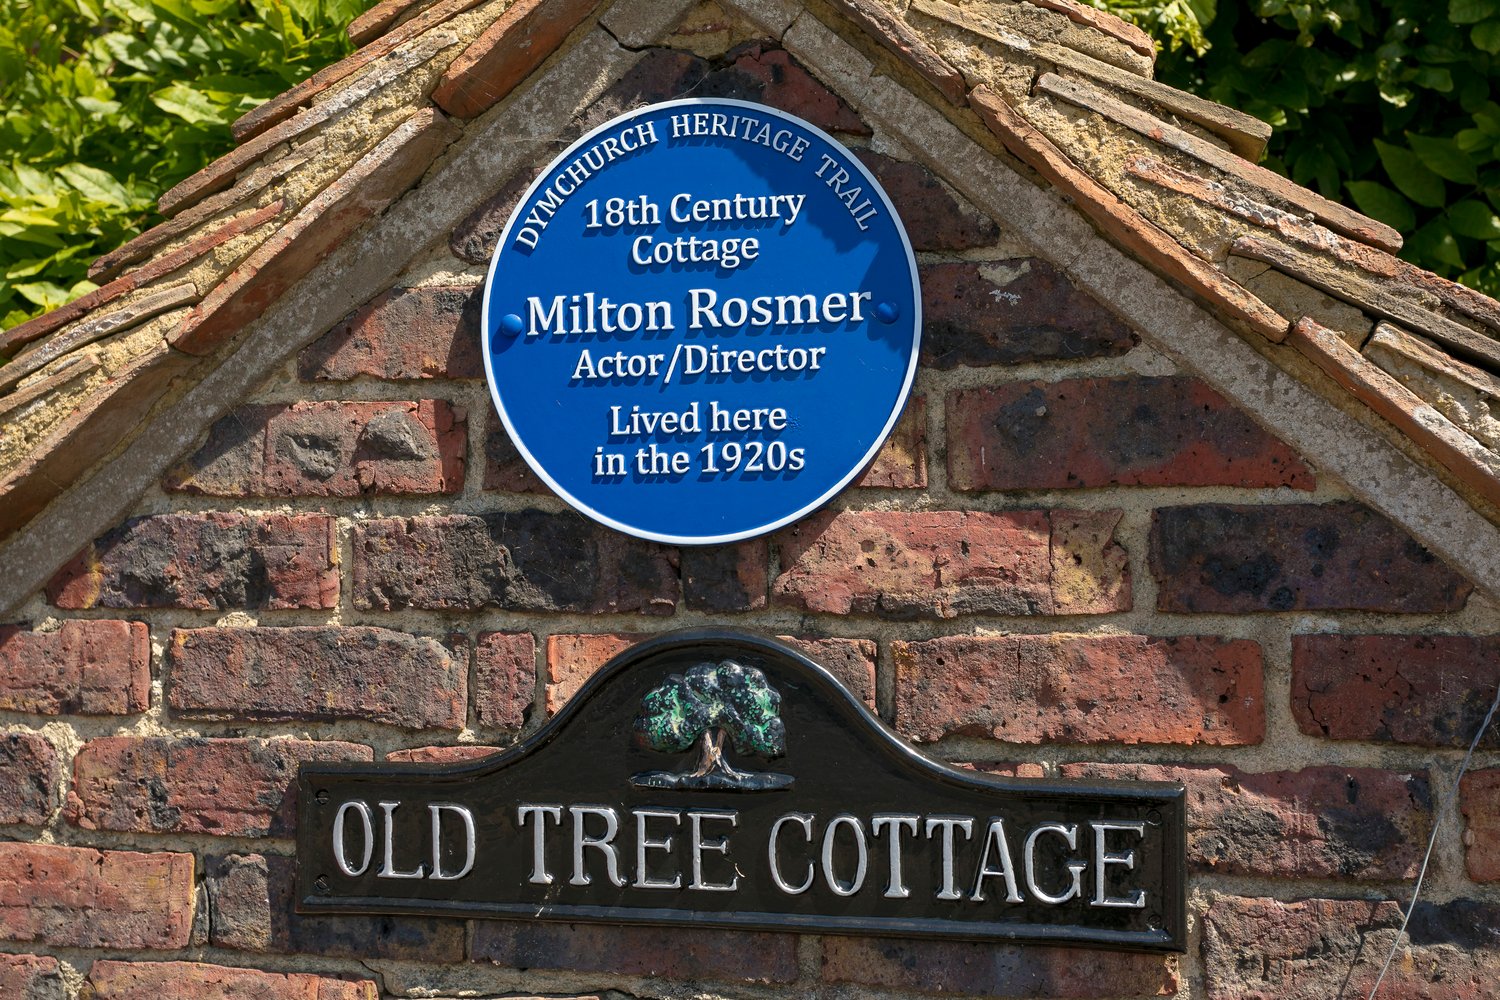 DYMCHURCH HERITAGE TRAIL
18th Century
Cottage
Milton Rosmer
Actor/Director
Lived here
in the 1920s
OLD TREE COTTAGE